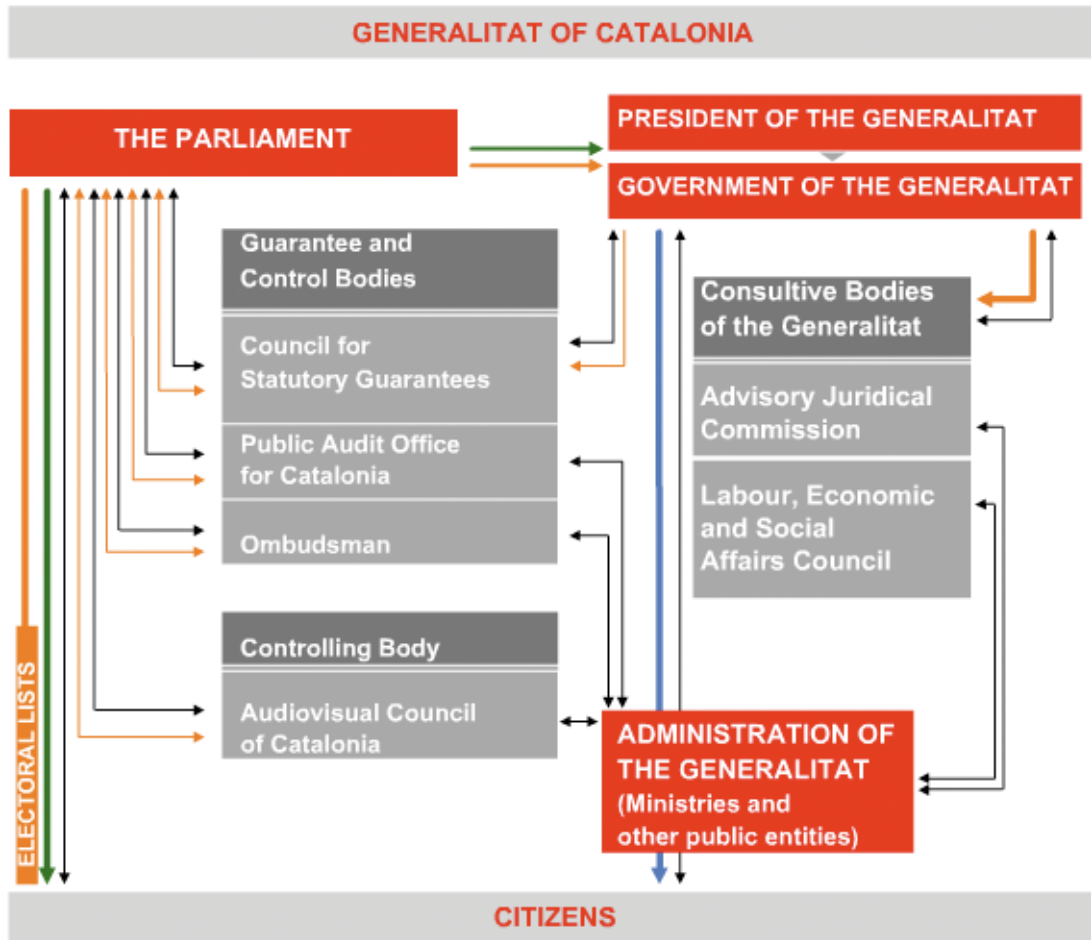 GENERALITAT OF CATALONIA
THE PARLIAMENT
PRESIDENT OF THE GENERALITAT
GOVERNMENT OF THE GENERALITAT
Guarantee and
Control Bodies
Council for
Statutory Guarantees
Public Audit Office
for Catalonia
Ombudsman
Consultive Bodies
of the Generalitat
Advisory Juridical
Commission
Labour, Economic
and Social
Affairs Council
Controlling Body
Audiovisual Council
of Catalonia
ADMINISTRATION OF
THE GENERALITAT
(Ministries and
other public entities)
ELECTORAL LISTS
CITIZENS